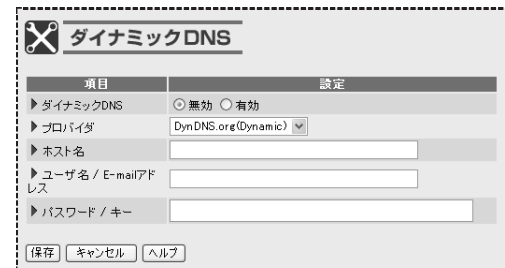 ダイナミックDNS
項目 設定
ダイナミックDNS 無効 有効
プロバイダ DynDNS.org(Dynamic)
ホスト名
ユーザ名 / E-mailアド
レス
パスワード / キー
保存 キャンセル ヘルプ